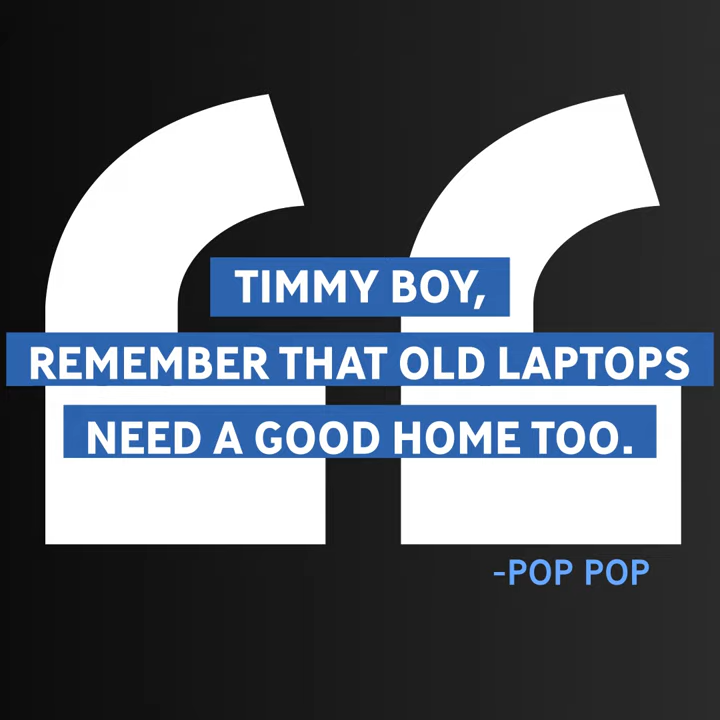 TIMMY BOY,
REMEMBER THAT OLD LAPTOPS
NEED A GOOD HOME TOO.
-POP POP